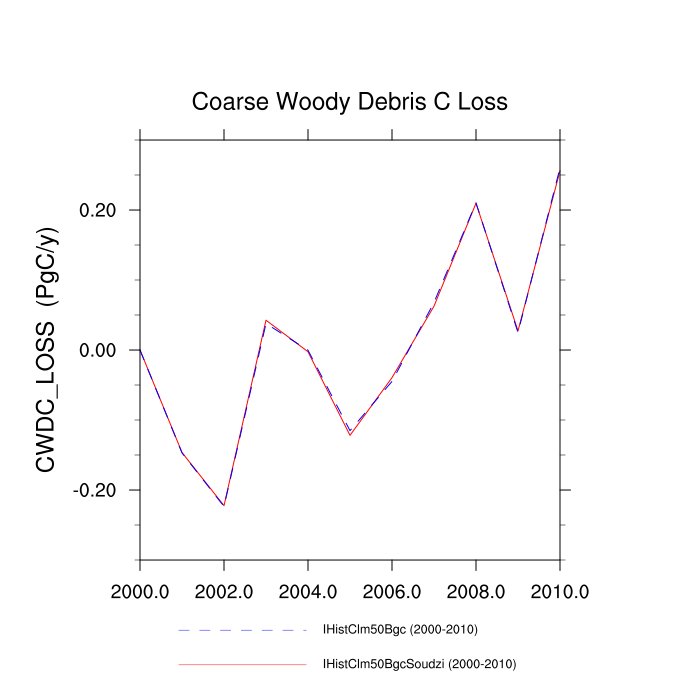 Coarse Woody Debris C Loss
CWDC_LOSS (PgC/y)
0.20
0.00
-0.20
2000.0 2002.0 2004.0 2006.0 2008.0 2010.0
IHistClm50Bgc (2000-2010)
IHistClm50BgcSoudzi (2000-2010)